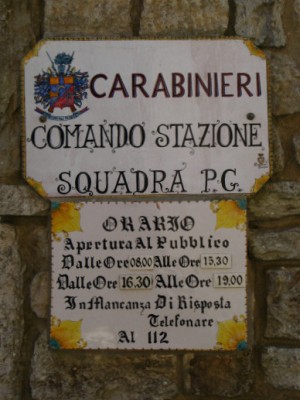 CARABINIERI
COMANDO STAZIONE
SQUADRA P.G.
ORARIO
Apertura Al Pubblico
Dalle Ore 08.00 Alle Ore 15.30
Dalle Ore 16.30 Alle Ore 19.00
In Mancanza Di Risposta
Telefonare
Al 112